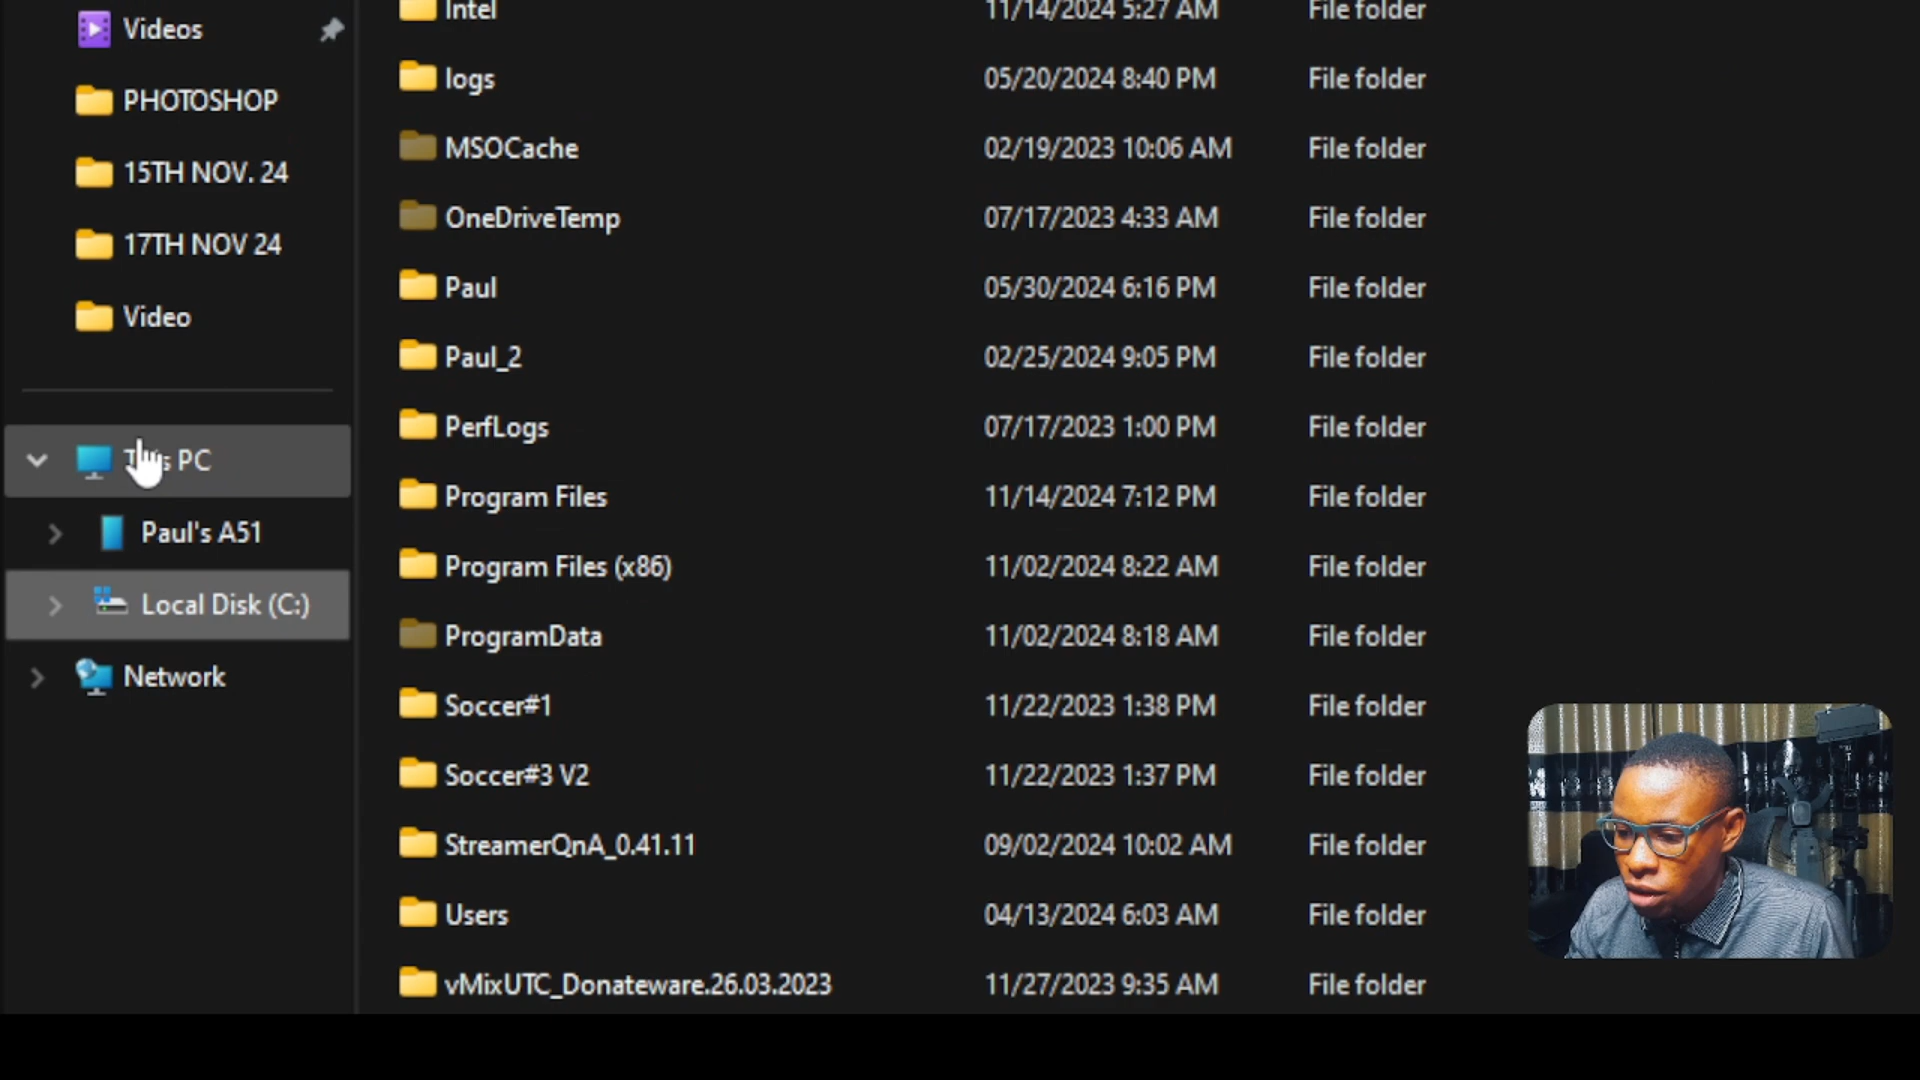 Videos
PHOTOSHOP
15TH NOV. 24
17TH NOV 24
Video
This PC
Paul's A51
Local Disk (C:)
Network
Intel 11/14/2024 5:27 AM File folder
logs 05/20/2024 8:40 PM File folder
MSOCache 02/19/2023 10:06 AM File folder
OneDriveTemp 07/17/2023 4:33 AM File folder
Paul 05/30/2024 6:16 PM File folder
Paul_2 02/25/2024 9:05 PM File folder
PerfLogs 07/17/2023 1:00 PM File folder
Program Files 11/14/2024 7:12 PM File folder
Program Files (x86) 11/02/2024 8:22 AM File folder
ProgramData 11/02/2024 8:18 AM File folder
Soccer#1 11/22/2023 1:38 PM File folder
Soccer#3 V2 11/22/2023 1:37 PM File folder
StreamerQnA_0.41.11 09/02/2024 10:02 AM File folder
Users 04/13/2024 6:03 AM File folder
vMixUTC_Donateware.26.03.2023 11/27/2023 9:35 AM File folder